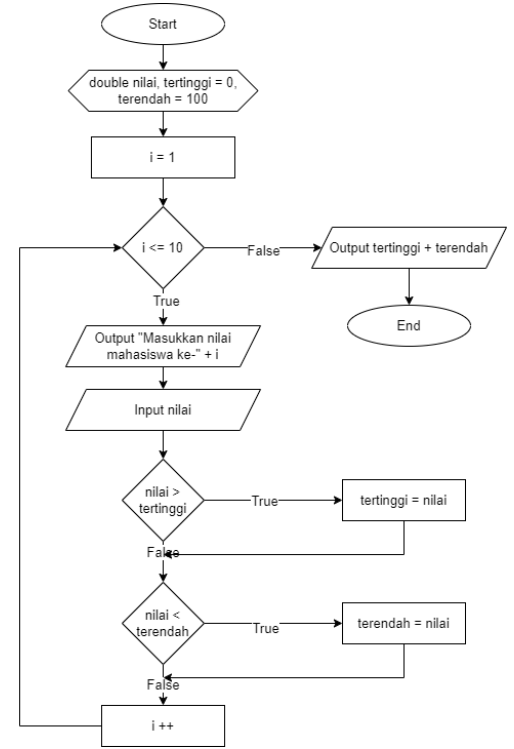 Start
double nilai, tertinggi = 0,
terendah = 100
i = 1
i <= 10
False
Output tertinggi + terendah
End
True
Output "Masukkan nilai
mahasiswa ke-" + i
Input nilai
nilai >
tertinggi
True
tertinggi = nilai
False
nilai <
terendah
True
terendah = nilai
False
i ++